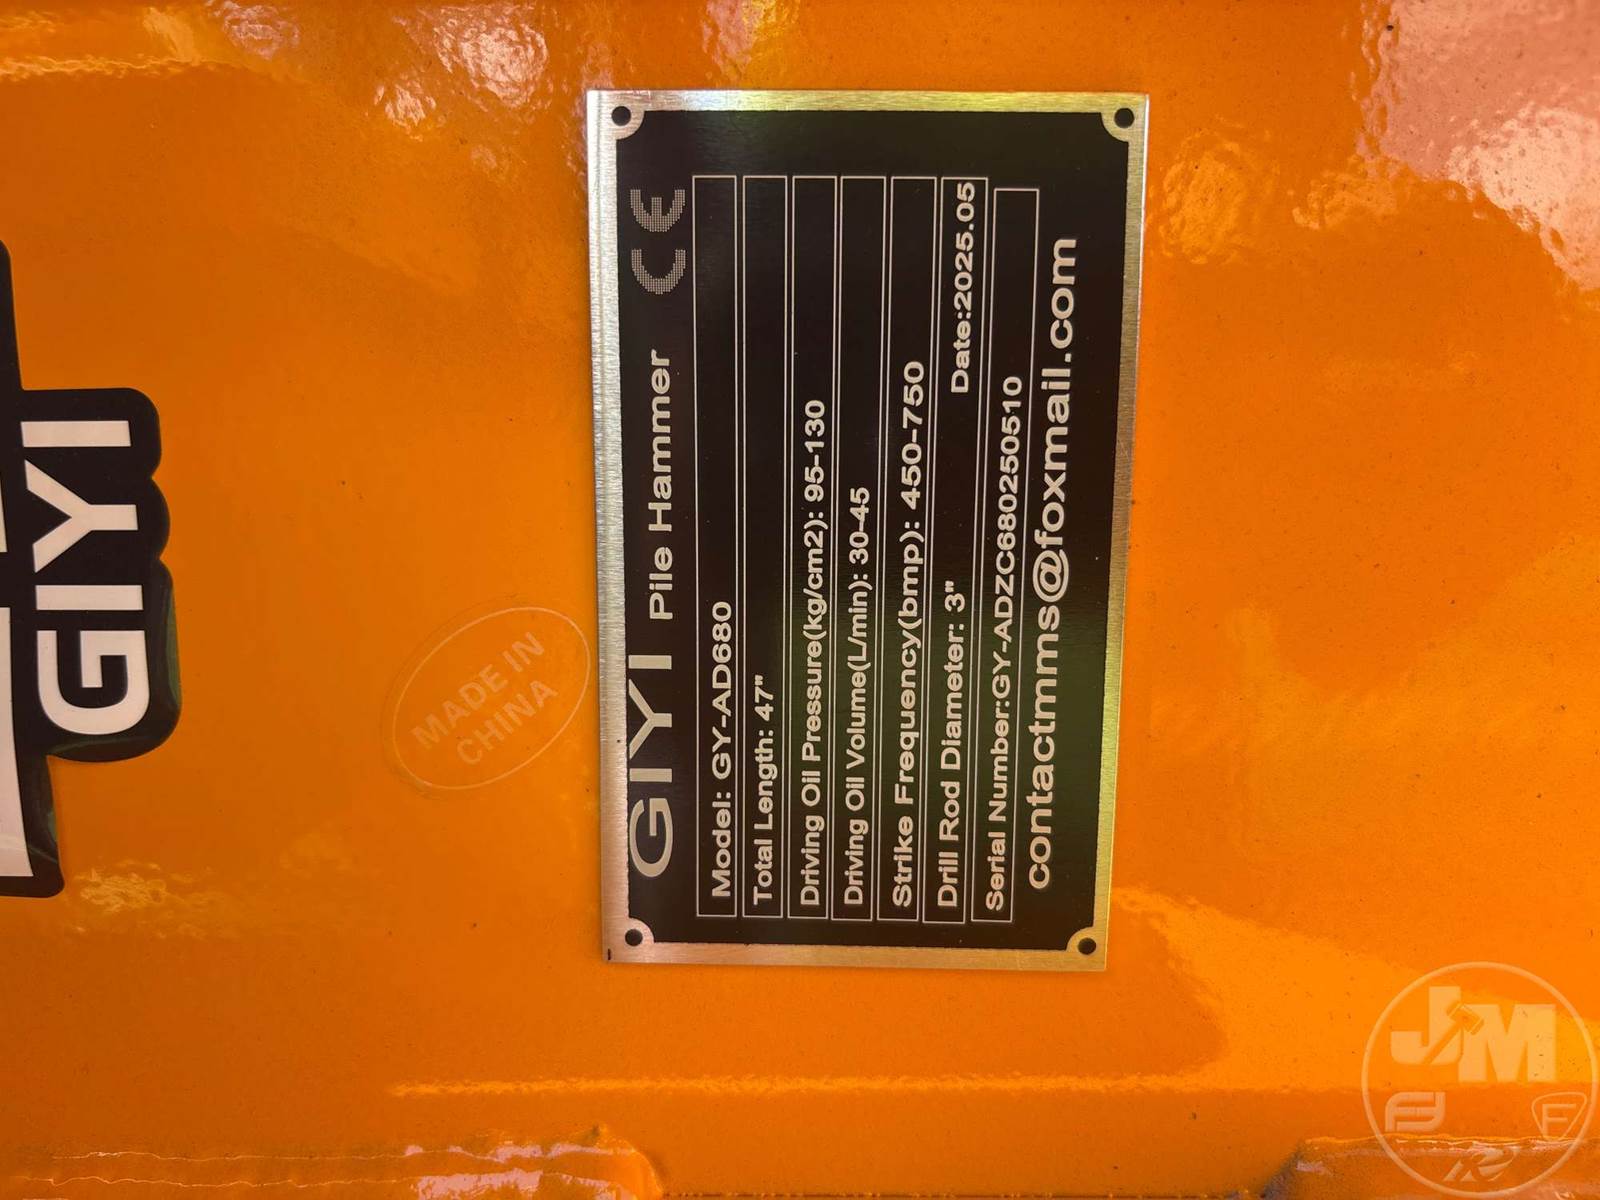 GIYI
MADE IN
CHINA
GIYI Pile Hammer CE
Model: GY-AD680
Total Length: 47"
Driving Oil Pressure(kg/cm2): 95-130
Driving Oil Volume(L/min): 30-45
Strike Frequency(bmp): 450-750
Drill Rod Diameter: 3" Date:2025.05
Serial Number:GY-ADZC680250510
contactnms@foxmail.com
JM
F